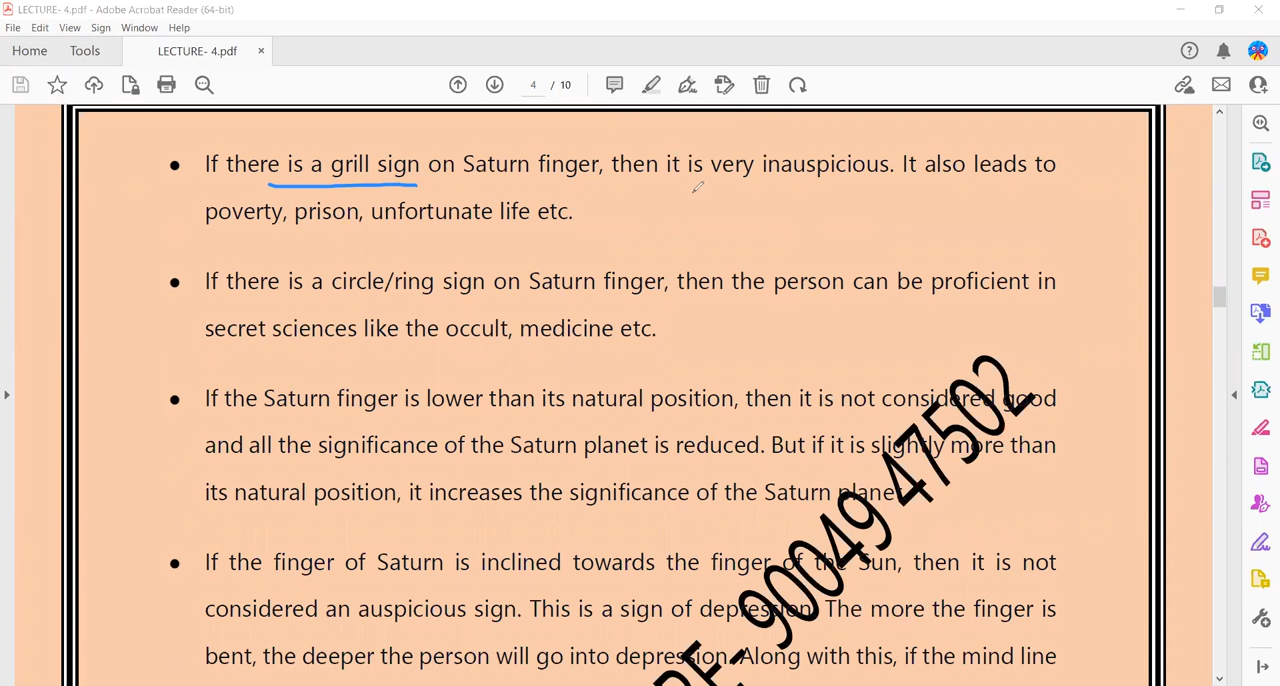 LECTURE- 4.pdf - Adobe Acrobat Reader (64-bit)
File Edit View Sign Window Help
Home Tools LECTURE- 4.pdf ×
4 / 10
If there is a grill sign on Saturn finger, then it is very inauspicious. It also leads to
poverty, prison, unfortunate life etc.
If there is a circle/ring sign on Saturn finger, then the person can be proficient in
secret sciences like the occult, medicine etc.
If the Saturn finger is lower than its natural position, then it is not considered good
and all the significance of the Saturn planet is reduced. But if it is slightly more than
its natural position, it increases the significance of the Saturn planet
If the finger of Saturn is inclined towards the finger of the Sun, then it is not
considered an auspicious sign. This is a sign of depression. The more the finger is
bent, the deeper the person will go into depression. Along with this, if the mind line
RE- 90049 47502